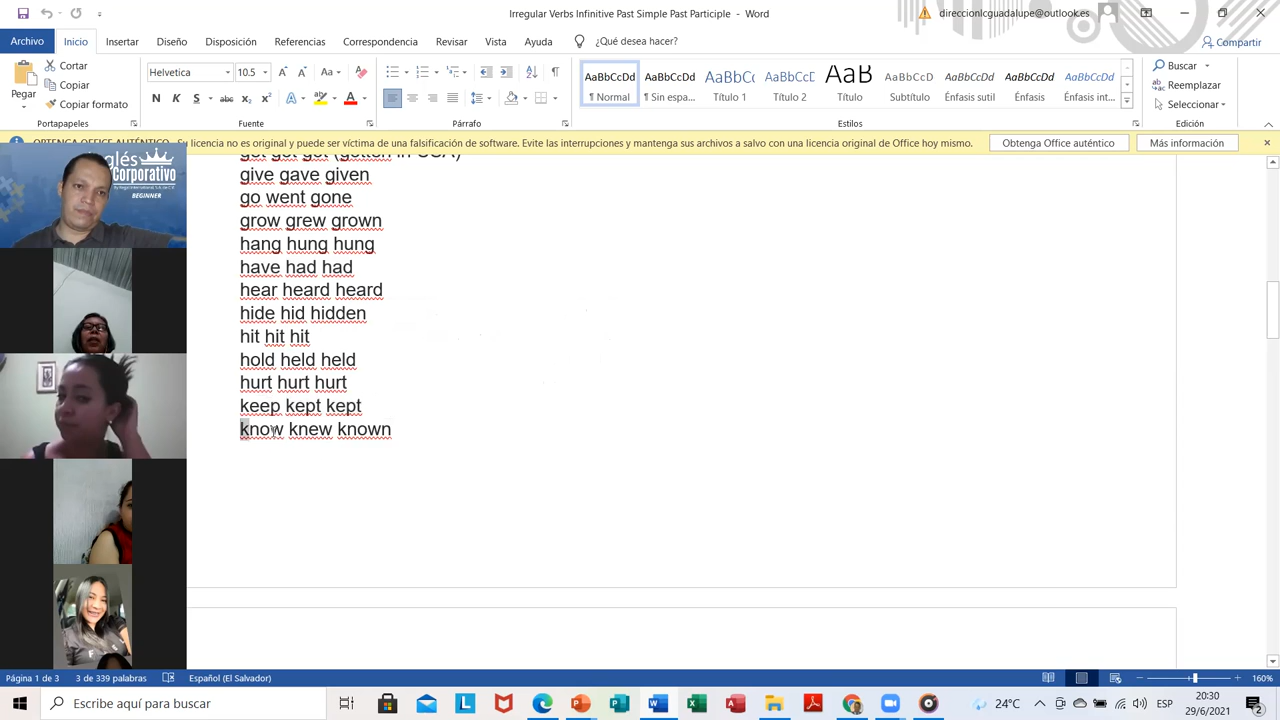 Irregular Verbs Infinitive Past Simple Past Participle - Word
direccionlcguadalupe@outlook.es
Archivo Inicio Insertar Diseño Disposición Referencias Correspondencia Revisar Vista Ayuda ¿Qué desea hacer? Compartir
Pegar
Cortar
Copiar
Copiar formato
Portapapeles
Helvetica 10.5
Fuente
Párrafo
AaBbCcDd AaBbCcDd AaBbCc AaBbCcD AaB AaBbCcD AaBbCcDd AaBbCcDd AaBbCcDd
¶ Normal ¶ Sin espa... Título 1 Título 2 Título Subtítulo Énfasis sutil Énfasis Énfasis int...
Estilos
Buscar
Reemplazar
Seleccionar
Edición
Su licencia no es original y puede ser víctima de una falsificación de software. Evite las interrupciones y mantenga sus archivos a salvo con una licencia original de Office hoy mismo. Obtenga Office auténtico Más información
Corporativo
BEGINNER
give gave given
go went gone
grow grew grown
hang hung hung
have had had
hear heard heard
hide hid hidden
hit hit hit
hold held held
hurt hurt hurt
keep kept kept
know knew known
Página 1 de 3 3 de 339 palabras Español (El Salvador) 160%
Escribe aquí para buscar
24°C ESP
20:30
29/6/2021
2